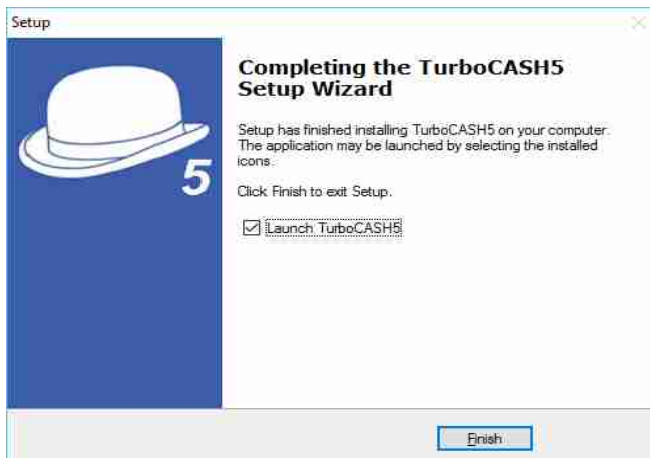 Setup
Completing the TurboCASH5
Setup Wizard
Setup has finished installing TurboCASH5 on your computer.
The application may be launched by selecting the installed
icons.
Click Finish to exit Setup.
Launch TurboCASH5
5
Finish